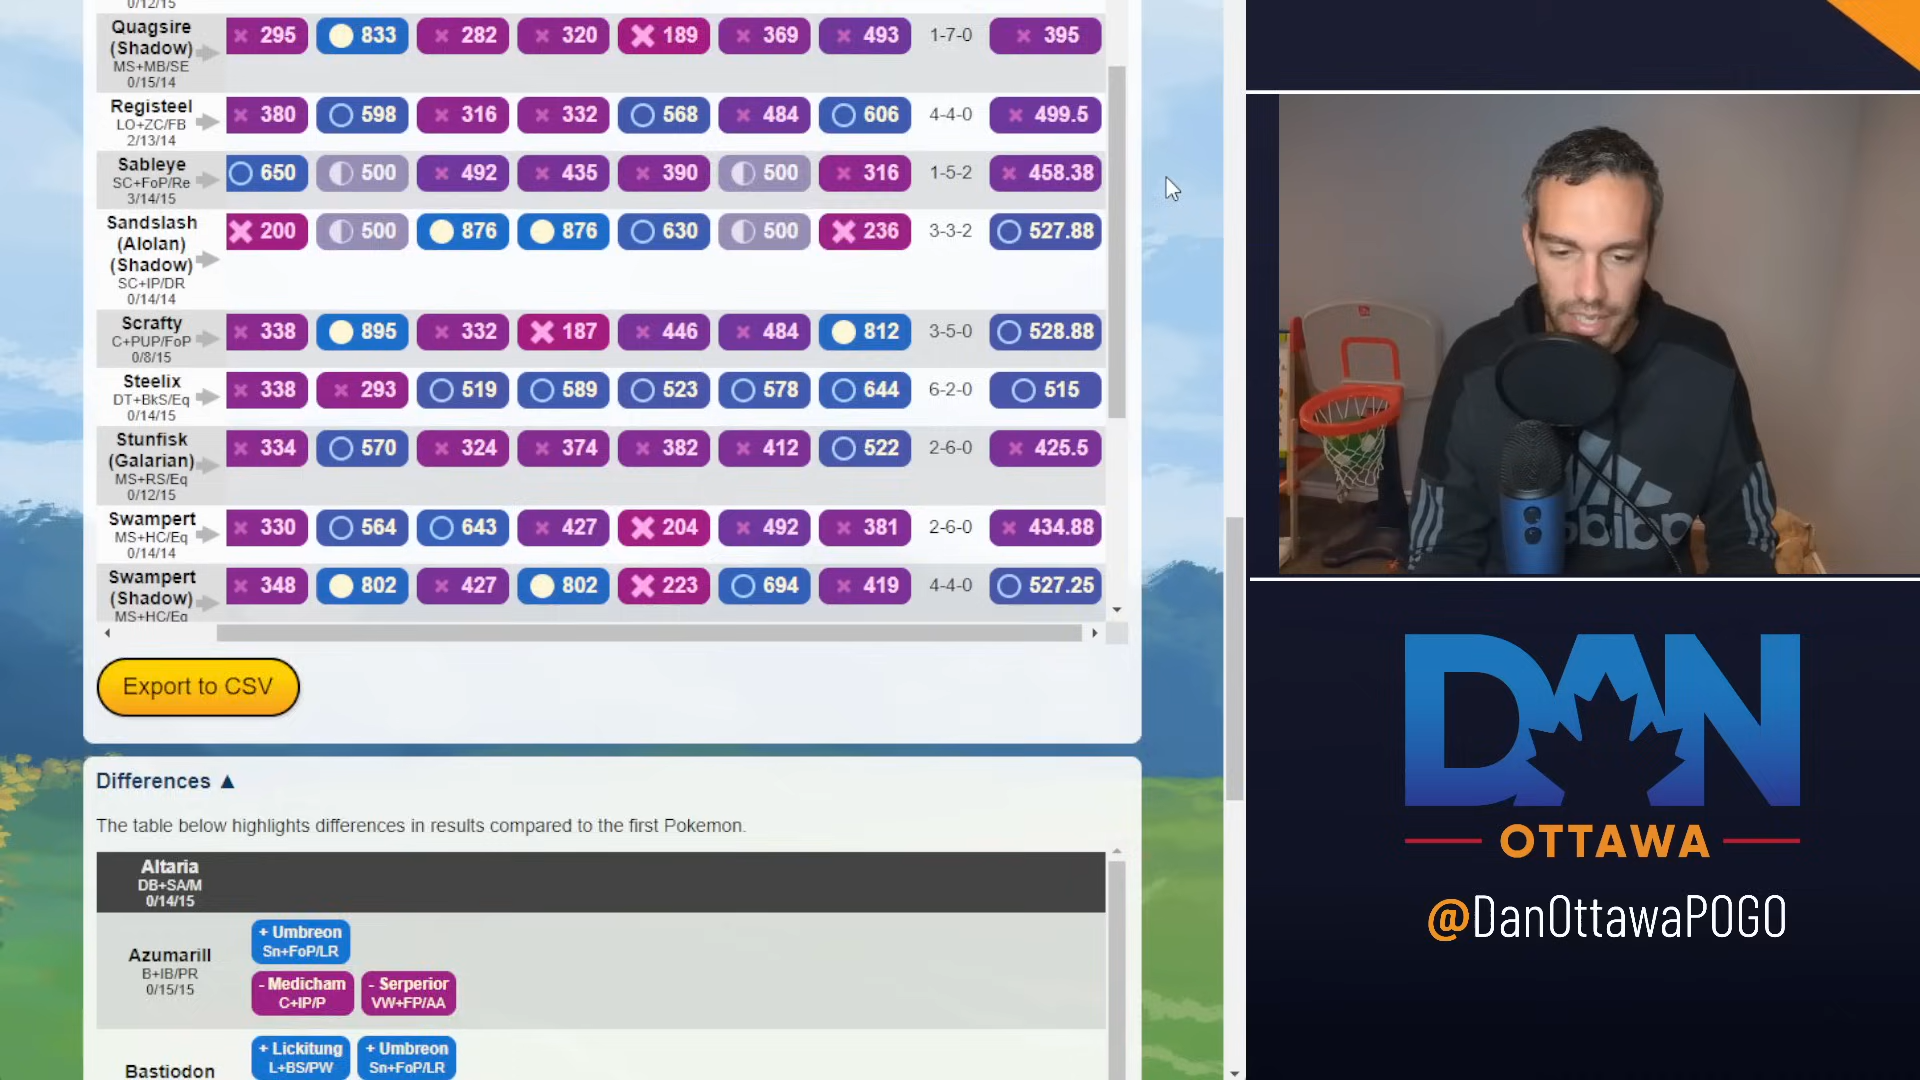 0/12/15
Quagsire
(Shadow)
MS+MB/SE
0/15/14
295 833 282 320 189 369 493 1-7-0 395
Registeel
LO+ZC/FB
2/13/14
380 598 316 332 568 484 606 4-4-0 499.5
Sableye
SC+FoP/Re
3/14/15
650 500 492 435 390 500 316 1-5-2 458.38
Sandslash
(Alolan)
(Shadow)
SC+IP/DR
0/14/14
200 500 876 876 630 500 236 3-3-2 527.88
Scrafty
C+PUP/FoP
0/8/15
338 895 332 187 446 484 812 3-5-0 528.88
Steelix
DT+BkS/Eq
0/14/15
338 293 519 589 523 578 644 6-2-0 515
Stunfisk
(Galarian)
MS+RS/Eq
0/12/15
334 570 324 374 382 412 522 2-6-0 425.5
Swampert
MS+HC/Eq
0/14/14
330 564 643 427 204 492 381 2-6-0 434.88
Swampert
(Shadow)
MS+HC/Eq
348 802 427 802 223 694 419 4-4-0 527.25
Export to CSV
Differences ▲
The table below highlights differences in results compared to the first Pokemon.
Altaria
DB+SA/M
0/14/15
Azumarill
B+IB/PR
0/15/15
+ Umbreon
Sn+FoP/LR
- Medicham
C+IP/P
- Serperior
VW+FP/AA
Bastiodon
+ Lickitung
L+BS/PW
+ Umbreon
Sn+FoP/LR
adidas
DAN
OTTAWA
@DanOttawaPOGO